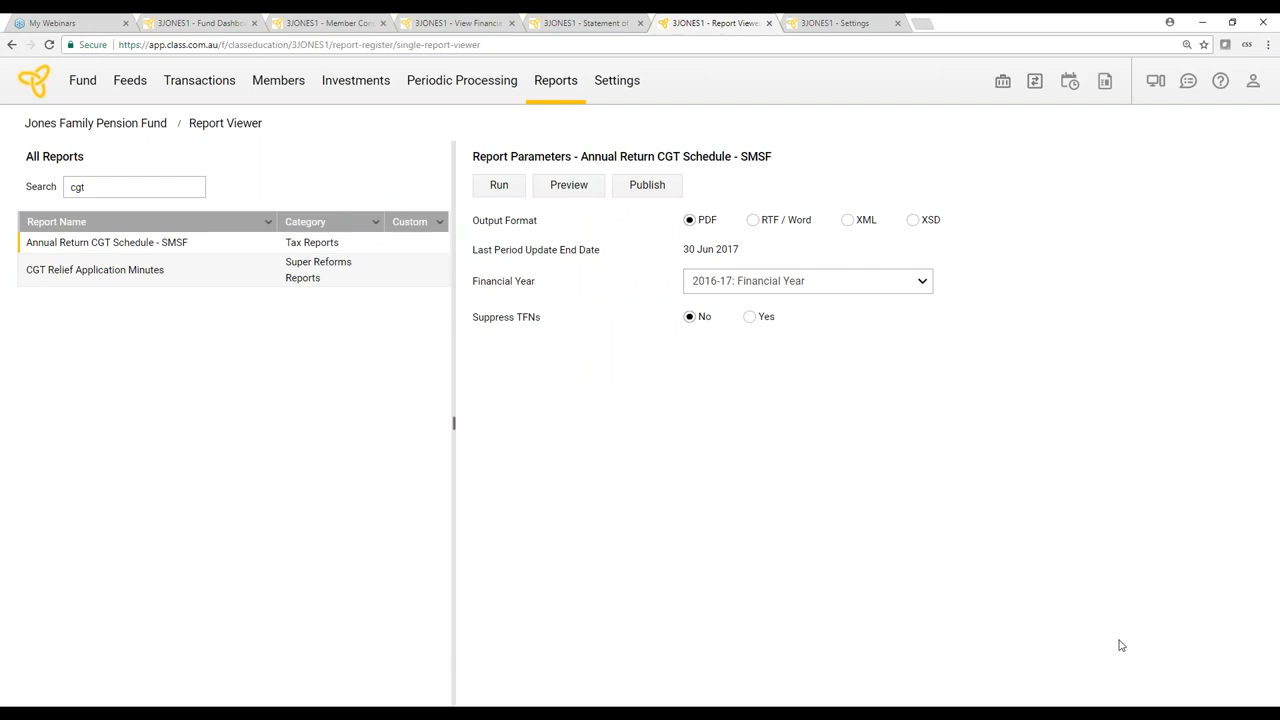 My Webinars
3JONES1 - Fund Dashbo
3JONES1 - Member Con
3JONES1 - View Financia
3JONES1 - Statement of
3JONES1 - Report Viewe
3JONES1 - Settings
Secure
https://app.class.com.au/f/classeducation/3JONES1/report-register/single-report-viewer
css
Fund
Feeds
Transactions
Members
Investments
Periodic Processing
Reports
Settings
Jones Family Pension Fund / Report Viewer
All Reports
Search
cgt
Report Name
Category
Custom
Annual Return CGT Schedule - SMSF
Tax Reports
CGT Relief Application Minutes
Super Reforms
Reports
Report Parameters - Annual Return CGT Schedule - SMSF
Run
Preview
Publish
Output Format
PDF
RTF / Word
XML
XSD
Last Period Update End Date
30 Jun 2017
Financial Year
2016-17: Financial Year
Suppress TFNs
No
Yes